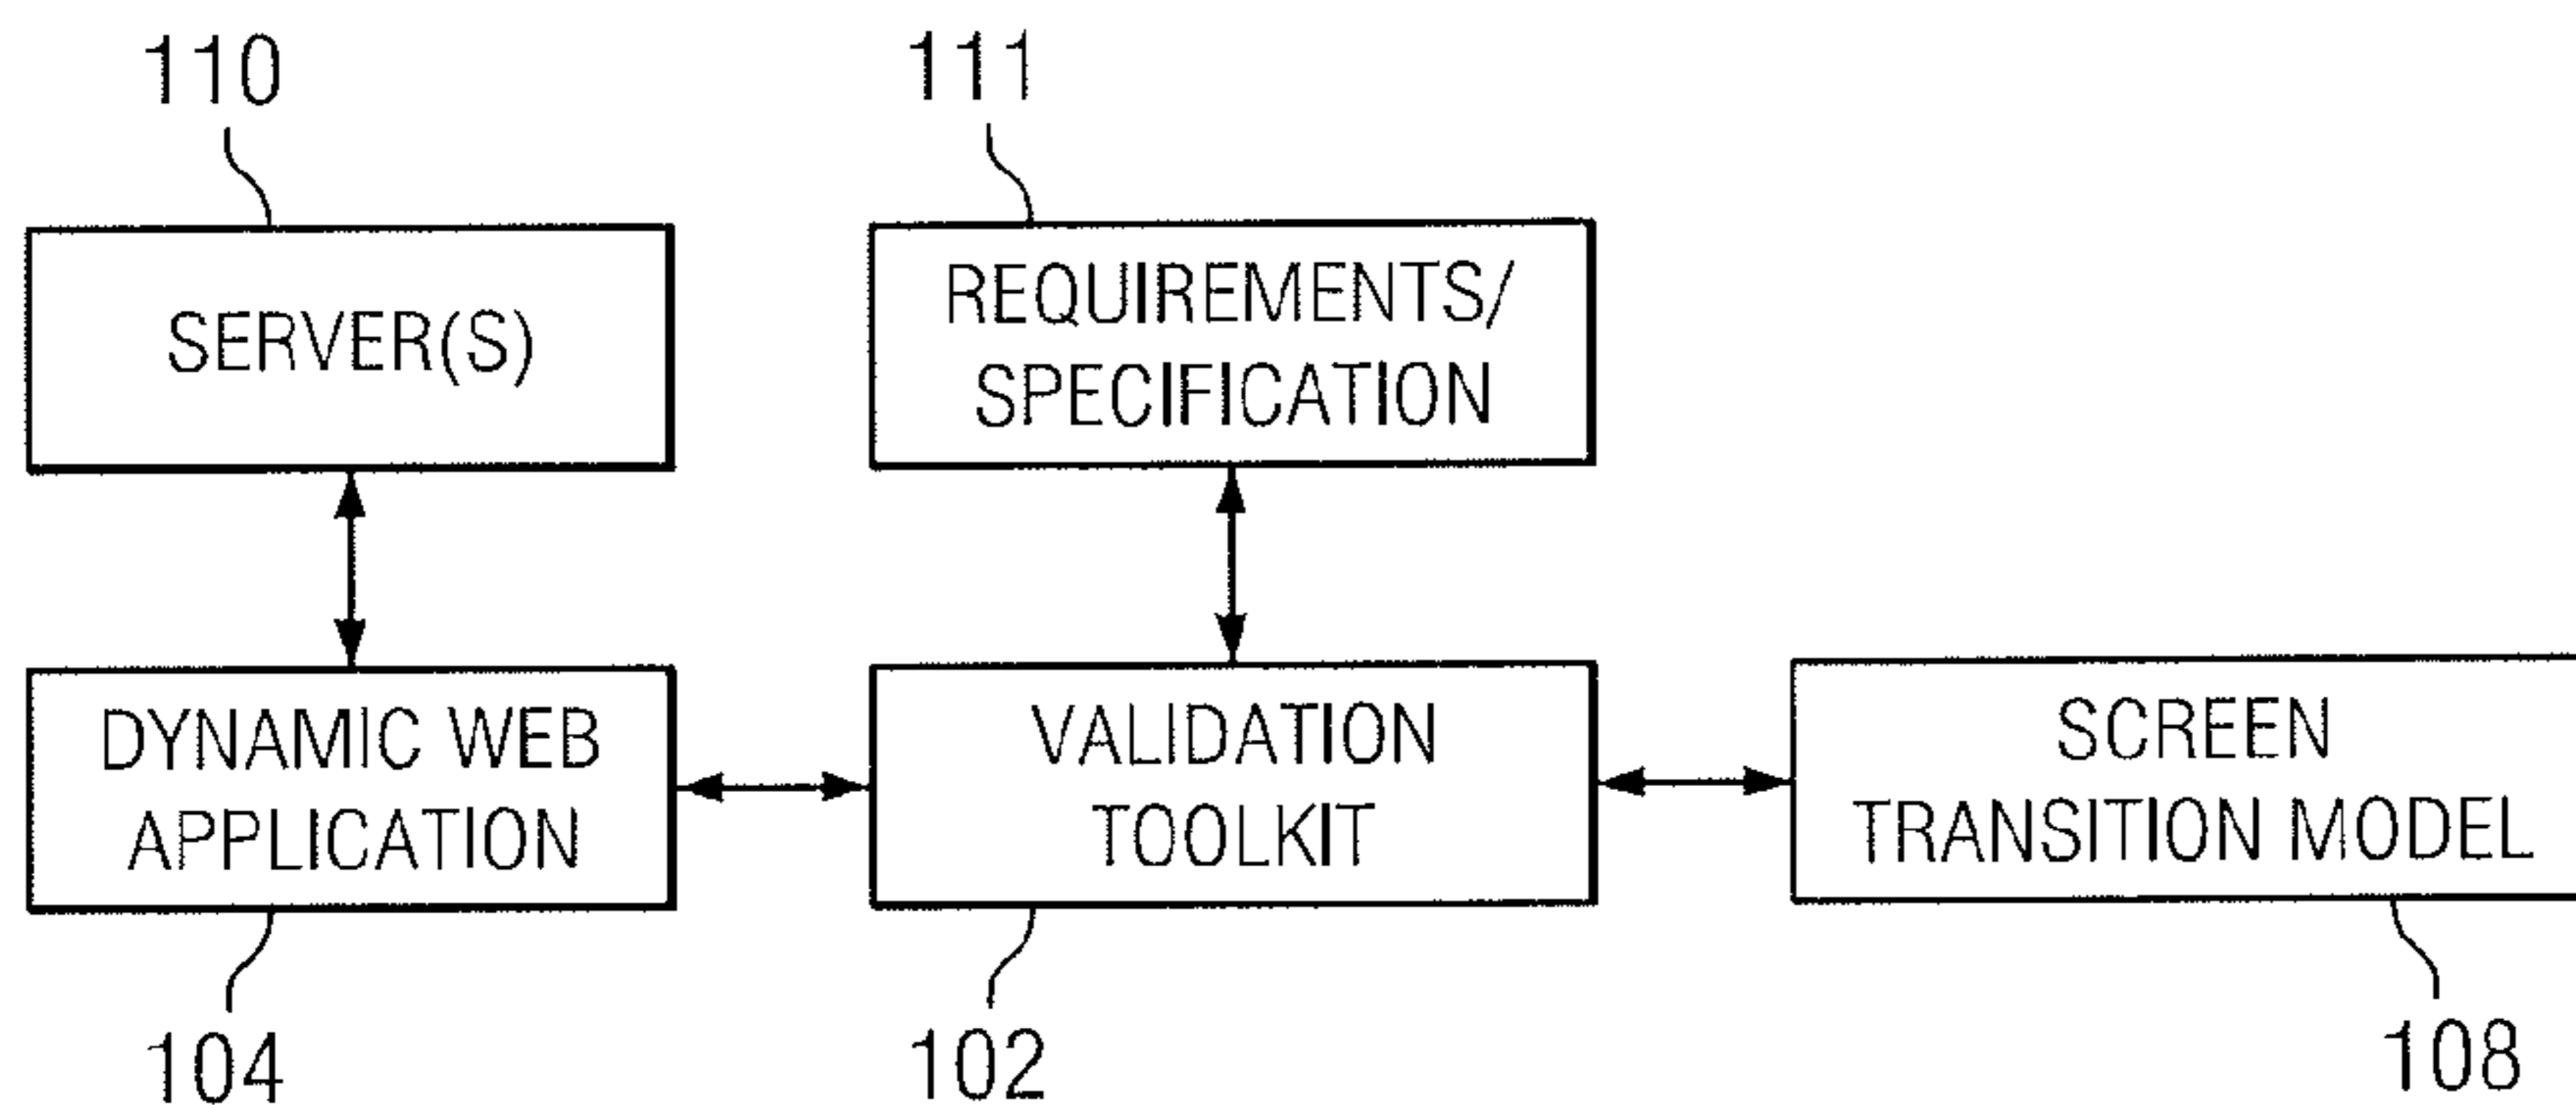 110
111
SERVER(S)
REQUIREMENTS/
SPECIFICATION
DYNAMIC WEB
APPLICATION
VALIDATION
TOOLKIT
SCREEN
TRANSITION MODEL
104
102
108